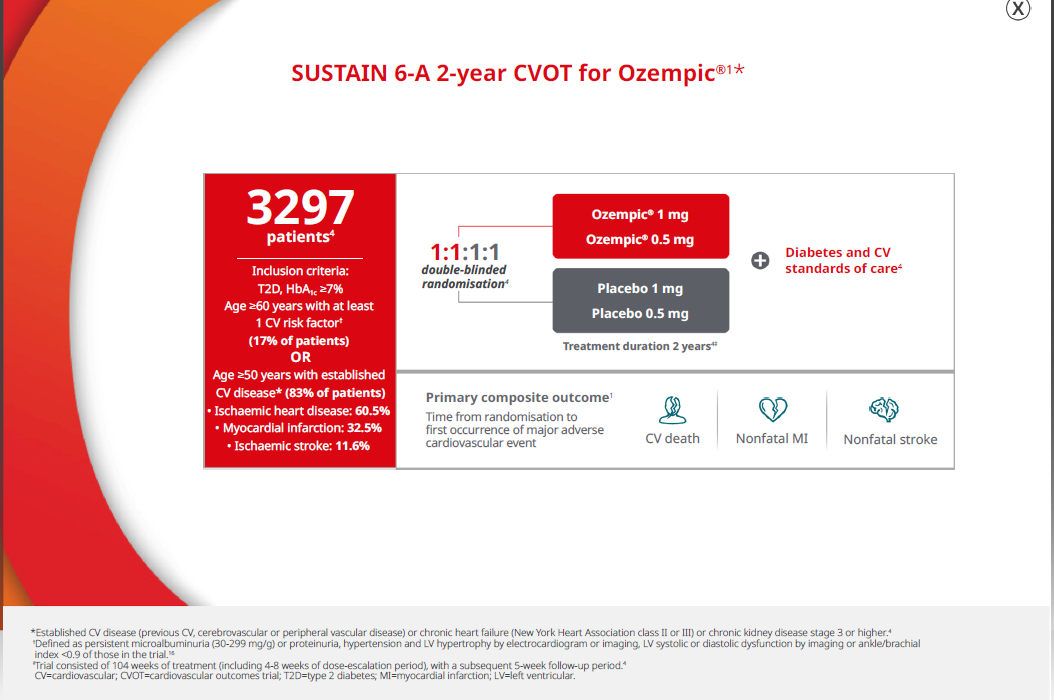 X
SUSTAIN 6-A 2-year CVOT for Ozempic®¹*
3297
patients⁴
Inclusion criteria:
T2D, HbA₁c ≥7%
Age ≥60 years with at least
1 CV risk factor†
(17% of patients)
OR
Age ≥50 years with established
CV disease* (83% of patients)
• Ischaemic heart disease: 60.5%
• Myocardial infarction: 32.5%
• Ischaemic stroke: 11.6%
1:1:1:1
double-blinded
randomisation⁴
Ozempic® 1 mg
Ozempic® 0.5 mg
Placebo 1 mg
Placebo 0.5 mg
Treatment duration 2 years⁴‡
Diabetes and CV
standards of care⁴
Primary composite outcome¹
Time from randomisation to
first occurrence of major adverse
cardiovascular event
CV death
Nonfatal MI
Nonfatal stroke
*Established CV disease (previous CV, cerebrovascular or peripheral vascular disease) or chronic heart failure (New York Heart Association class II or III) or chronic kidney disease stage 3 or higher.⁴
†Defined as persistent microalbuminuria (30-299 mg/g) or proteinuria, hypertension and LV hypertrophy by electrocardiogram or imaging, LV systolic or diastolic dysfunction by imaging or ankle/brachial
index <0.9 of those in the trial.¹⁶
‡Trial consisted of 104 weeks of treatment (including 4-8 weeks of dose-escalation period), with a subsequent 5-week follow-up period.⁴
CV=cardiovascular; CVOT=cardiovascular outcomes trial; T2D=type 2 diabetes; MI=myocardial infarction; LV=left ventricular.